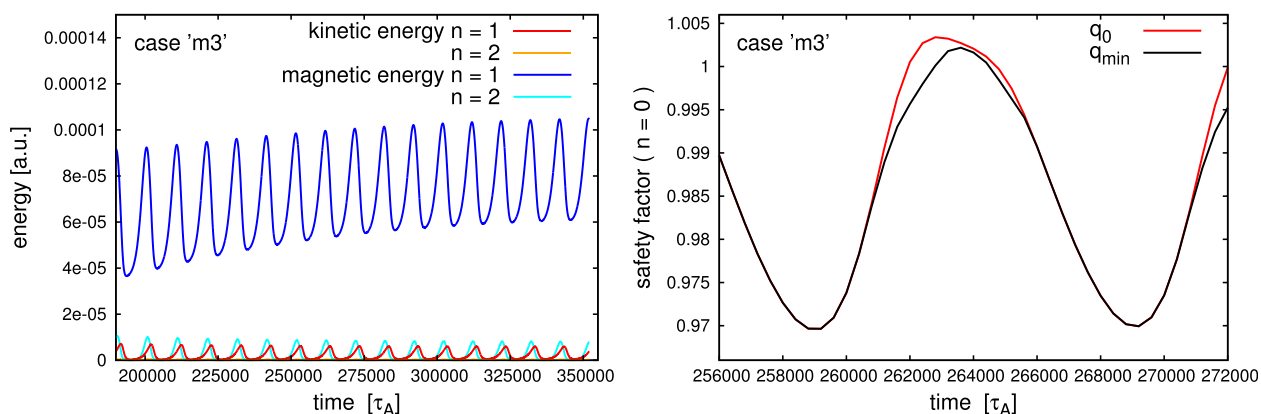 0.00014
0.00012
0.0001
8e-05
6e-05
4e-05
2e-05
0
energy [a.u.]
case 'm3'
kinetic energy n = 1
n = 2
magnetic energy n = 1
n = 2
200000 225000 250000 275000 300000 325000 350000
time [τA]
1.005
1
0.995
0.99
0.985
0.98
0.975
0.97
safety factor ( n = 0 )
case 'm3'
q0
qmin
256000 258000 260000 262000 264000 266000 268000 270000 272000
time [τA]